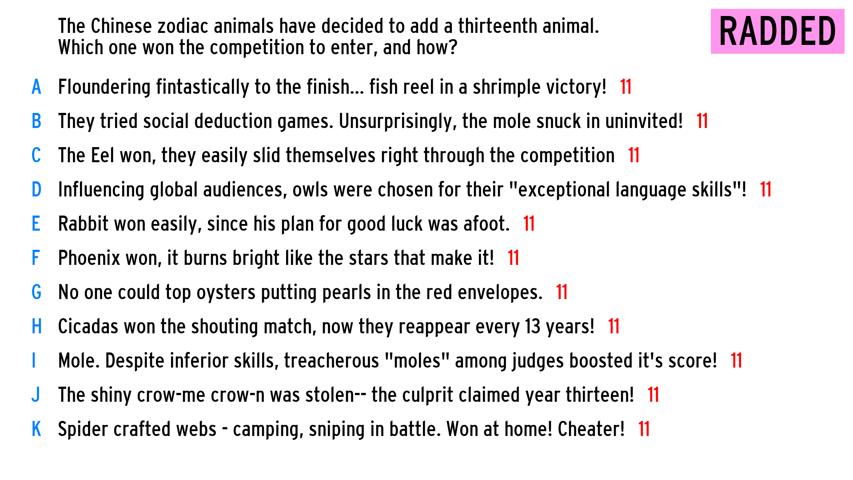 The Chinese zodiac animals have decided to add a thirteenth animal.
Which one won the competition to enter, and how?
RADDED
A Floundering fintastically to the finish... fish reel in a shrimple victory! 11
B They tried social deduction games. Unsurprisingly, the mole snuck in uninvited! 11
C The Eel won, they easily slid themselves right through the competition 11
D Influencing global audiences, owls were chosen for their "exceptional language skills"! 11
E Rabbit won easily, since his plan for good luck was afoot. 11
F Phoenix won, it burns bright like the stars that make it! 11
G No one could top oysters putting pearls in the red envelopes. 11
H Cicadas won the shouting match, now they reappear every 13 years! 11
I Mole. Despite inferior skills, treacherous "moles" among judges boosted it's score! 11
J The shiny crow-me crow-n was stolen-- the culprit claimed year thirteen! 11
K Spider crafted webs - camping, sniping in battle. Won at home! Cheater! 11